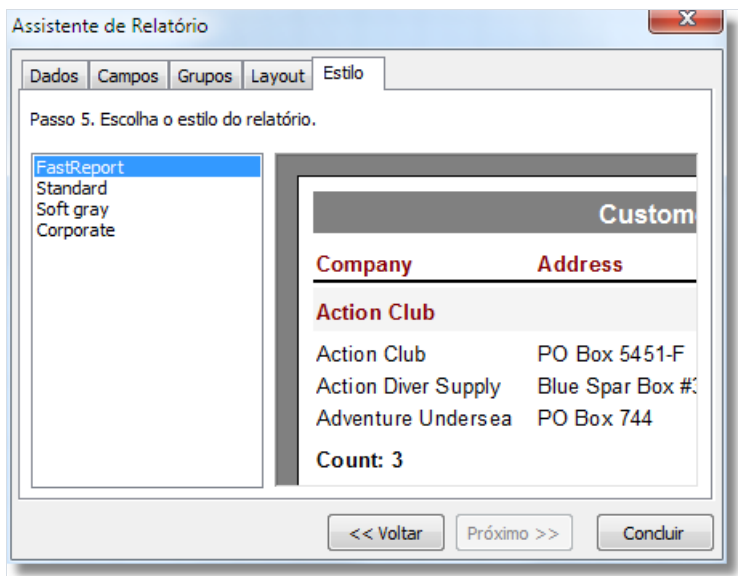 Assistente de Relatório
Dados Campos Grupos Layout Estilo
Passo 5. Escolha o estilo do relatório.
FastReport
Standard
Soft gray
Corporate
Custom
Company Address
Action Club
Action Club PO Box 5451-F
Action Diver Supply Blue Spar Box #3
Adventure Undersea PO Box 744
Count: 3
<< Voltar Próximo >> Concluir